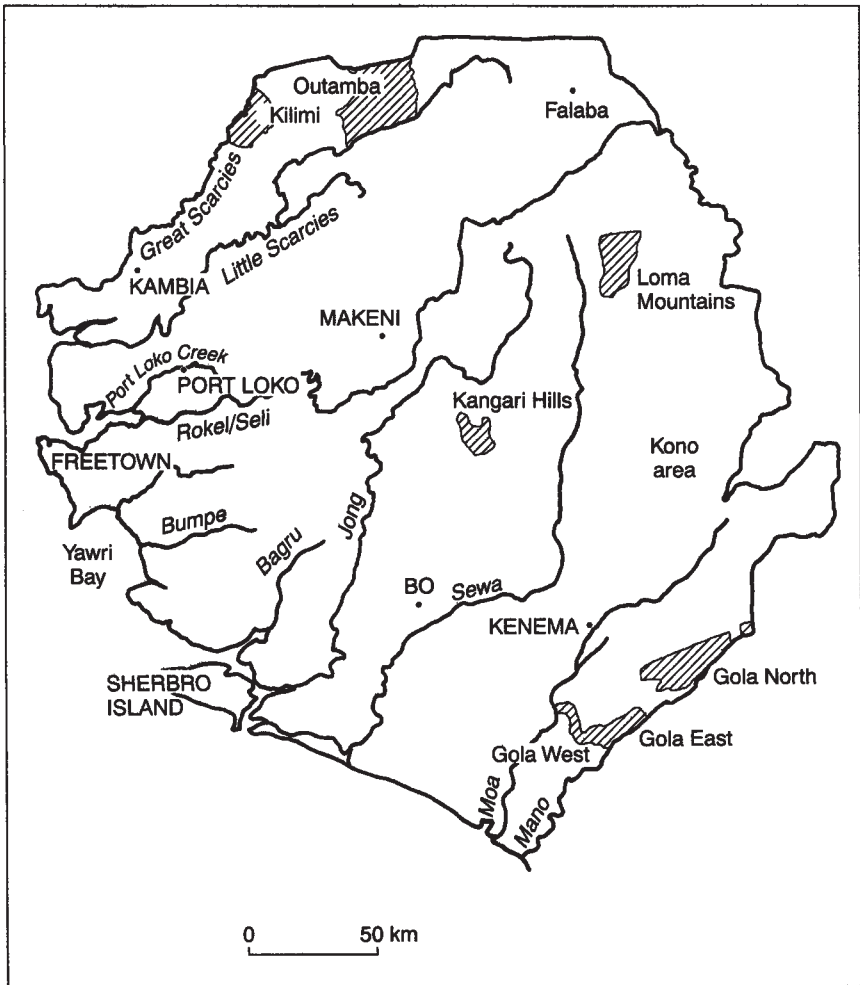 Outamba
Kilimi
Falaba
Great Scarcies
Little Scarcies
KAMBIA
Loma
Mountains
MAKENI
Port Loko Creek
PORT LOKO
Kangari Hills
Rokel/Seli
Kono
area
FREETOWN
Jong
Bumpe
Bagru
Yawri
Bay
BO
Sewa
KENEMA
SHERBRO
ISLAND
Gola North
Gola East
Gola West
Moa
Mano
0 50 km